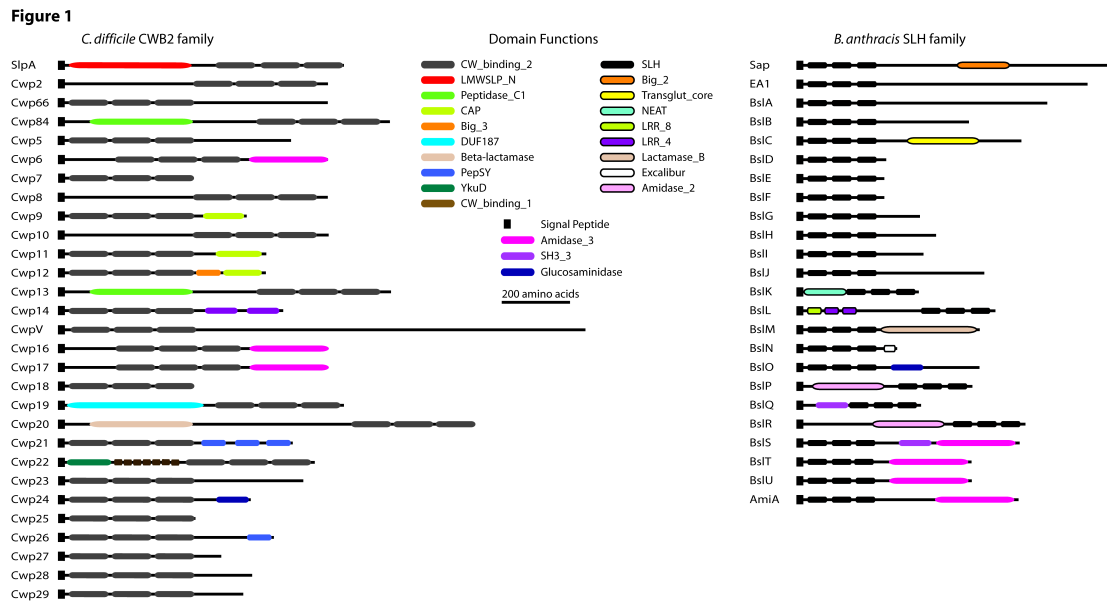 Figure 1
C. difficile CWB2 family
SlpA
Cwp2
Cwp66
Cwp84
Cwp5
Cwp6
Cwp7
Cwp8
Cwp9
Cwp10
Cwp11
Cwp12
Cwp13
Cwp14
CwpV
Cwp16
Cwp17
Cwp18
Cwp19
Cwp20
Cwp21
Cwp22
Cwp23
Cwp24
Cwp25
Cwp26
Cwp27
Cwp28
Cwp29
Domain Functions
CW_binding_2
LMWSLP_N
Peptidase_C1
CAP
Big_3
DUF187
Beta-lactamase
PepSY
YkuD
CW_binding_1
SLH
Big_2
Transglut_core
NEAT
LRR_8
LRR_4
Lactamase_B
Excalibur
Amidase_2
Signal Peptide
Amidase_3
SH3_3
Glucosaminidase
200 amino acids
B. anthracis SLH family
Sap
EA1
BslA
BslB
BslC
BslD
BslE
BslF
BslG
BslH
BslI
BslJ
BslK
BslL
BslM
BslN
BslO
BslP
BslQ
BslR
BslS
BslT
BslU
AmiA